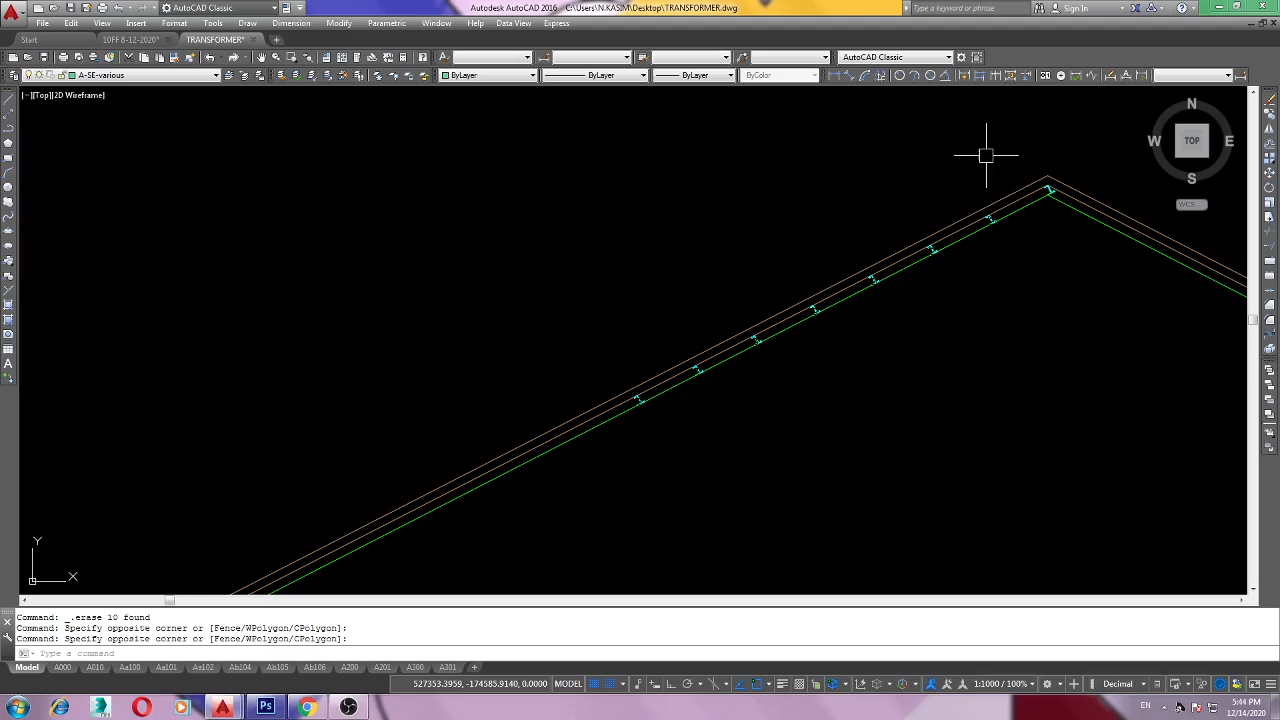 AutoCAD Classic
Autodesk AutoCAD 2016 C:\Users\N.KASIM\Desktop\TRANSFORMER.dwg
Type a keyword or phrase
Sign In
File Edit View Insert Format Tools Draw Dimension Modify Parametric Window Help Data View Express
Start 10FF 8-12-2020* TRANSFORMER*
AutoCAD Classic
A-SE-various ByLayer ByLayer ByLayer ByColor
[−][Top][2D Wireframe]
N
W TOP E
S
WCS
Y
X
Command: _.erase 10 found
Command: Specify opposite corner or [Fence/WPolygon/CPolygon]:
Command: Specify opposite corner or [Fence/WPolygon/CPolygon]:
Type a command
Model A000 A010 Aa100 Aa101 Aa102 Ab104 Ab105 Ab106 A200 A201 A300 A301
527353.3959, -174585.9140, 0.0000 MODEL 1:1000 / 100% Decimal
EN 5:44 PM
12/14/2020